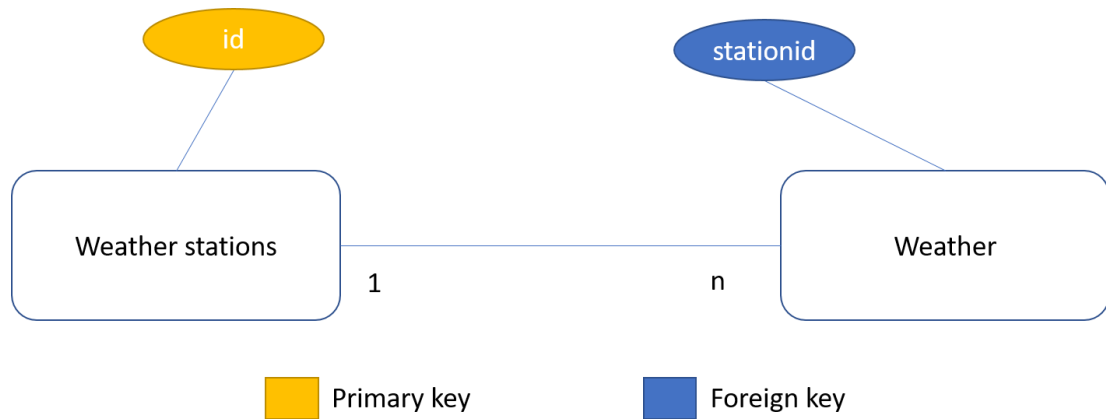 id
stationid
Weather stations
Weather
1
n
Primary key
Foreign key